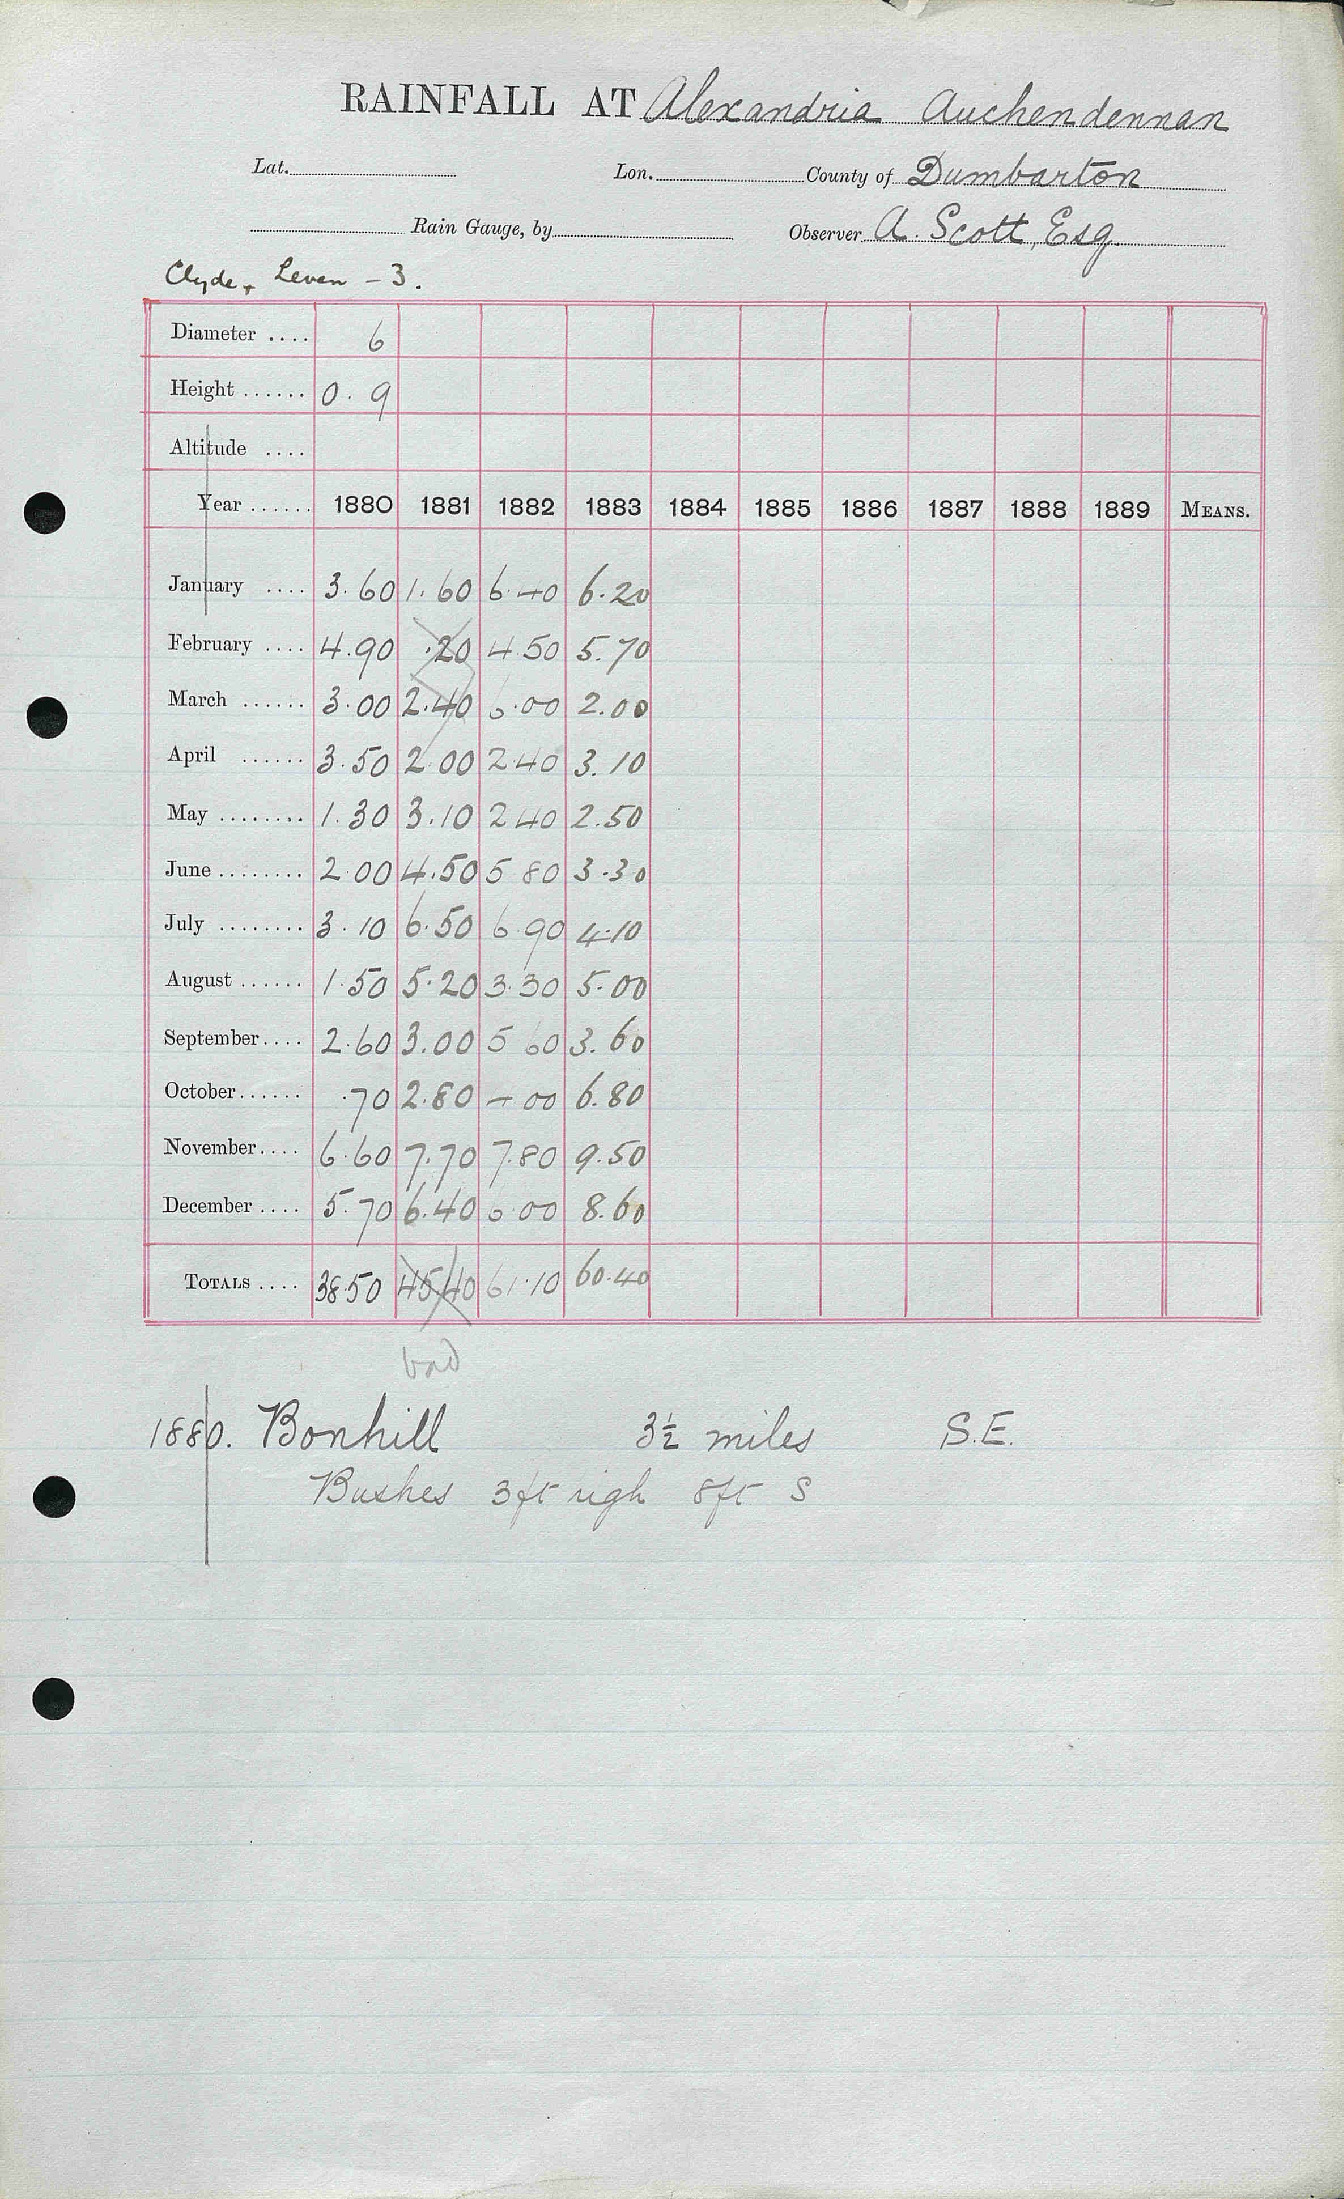 RAINFALL AT Alexandria Auchendennan
Lat. Lon. County of Dumbarton
Rain Gauge, by Observer A. Scott, Esq.
Clyde, Leven - 3.
Diameter .... 6
Height ...... 0. 9
Altitude ....
Year ...... 1880 1881 1882 1883 1884 1885 1886 1887 1888 1889 MEANS.
January .... 3.60 1.60 6.40 6.20
February .... 4.90 .20 4.50 5.70
March ...... 3.00 2.40 6.00 2.00
April ...... 3.50 2.00 2.40 3.10
May ........ 1.30 3.10 2.40 2.50
June ........ 2.00 4.50 5.80 3.30
July ........ 3.10 6.50 6.90 4.10
August ...... 1.50 5.20 3.30 5.00
September .... 2.60 3.00 5.60 3.60
October ...... .70 2.80 4.00 6.80
November .... 6.60 7.70 7.80 9.50
December .... 5.70 6.40 6.00 8.60
TOTALS .... 38.50 45.40 61.10 60.40
bad
1880. Bonhill 3½ miles S.E.
Bushes 3ft high 8ft S